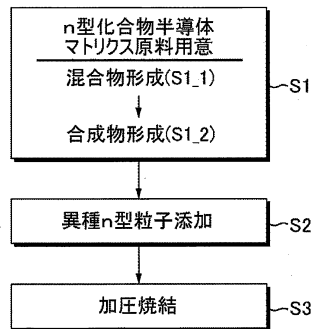 n型化合物半導体
マトリクス原料用意
混合物形成(S1_1)
合成物形成(S1_2)
S1
異種n型粒子添加
S2
加圧焼結
S3